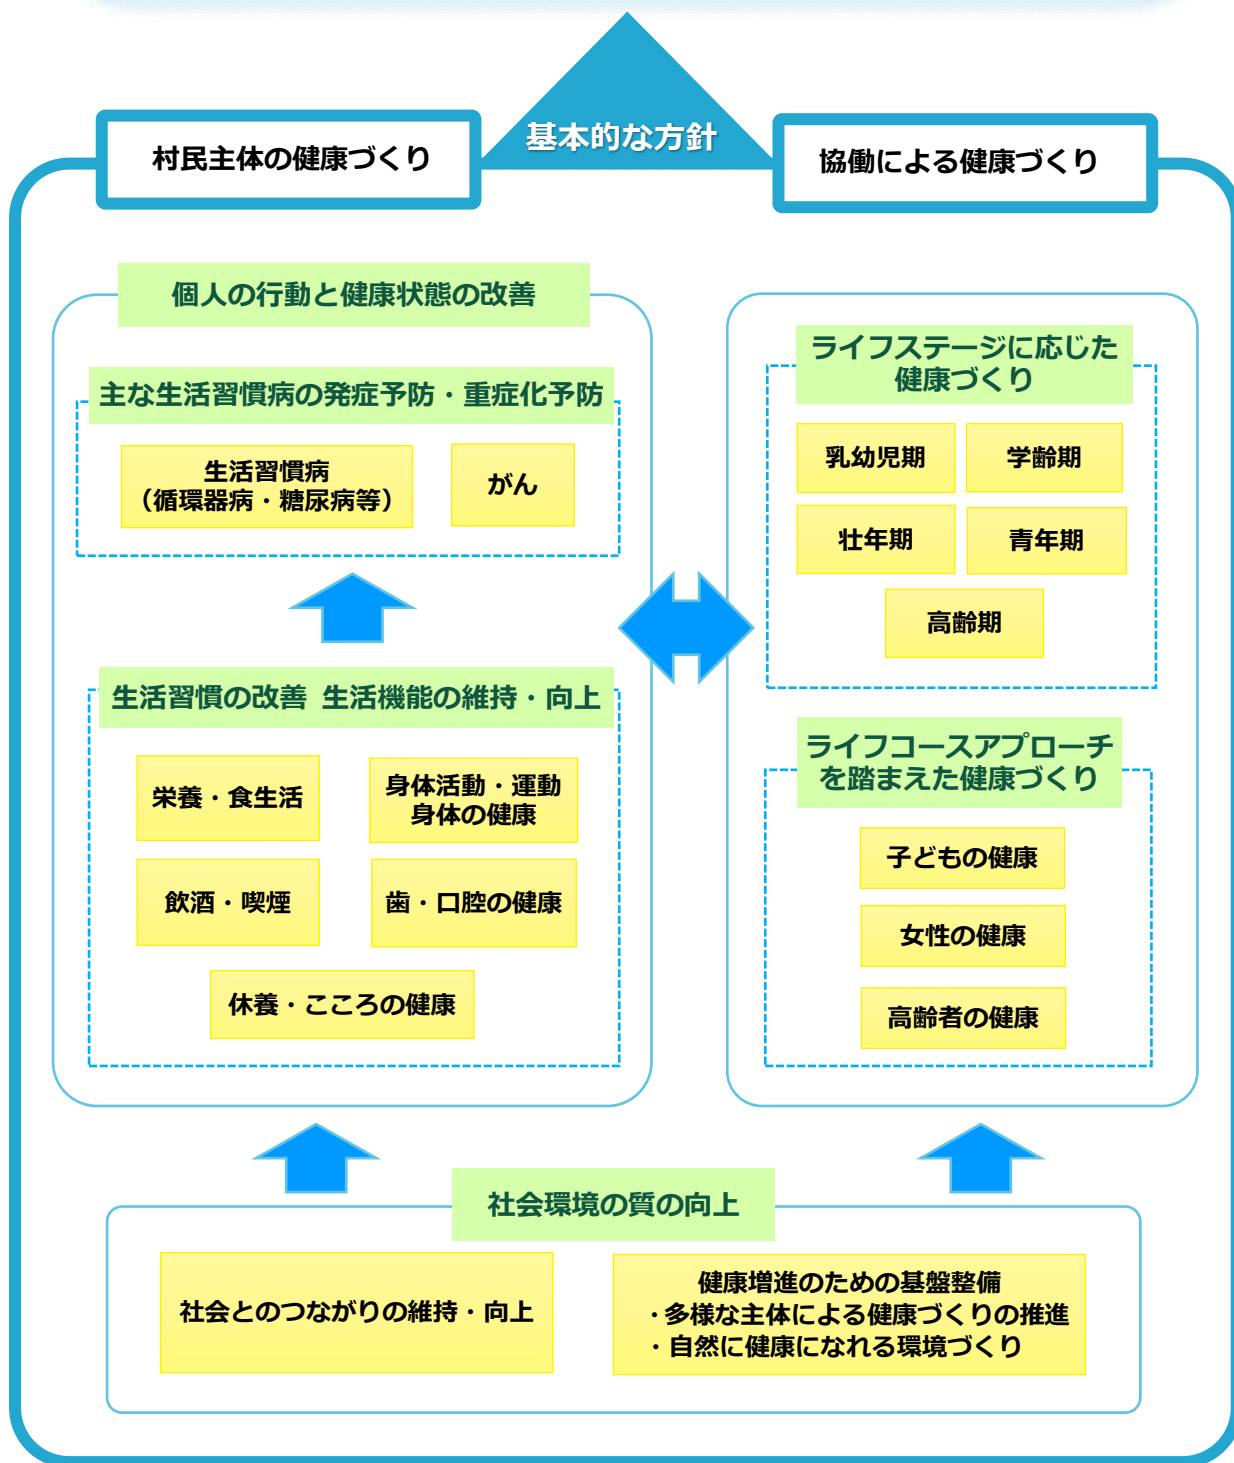 基本的な方針
村民主体の健康づくり
協働による健康づくり
個人の行動と健康状態の改善
主な生活習慣病の発症予防・重症化予防
生活習慣病
（循環器病・糖尿病等）
がん
生活習慣の改善 生活機能の維持・向上
栄養・食生活
身体活動・運動
身体の健康
飲酒・喫煙
歯・口腔の健康
休養・こころの健康
ライフステージに応じた
健康づくり
乳幼児期
学齢期
壮年期
青年期
高齢期
ライフコースアプローチ
を踏まえた健康づくり
子どもの健康
女性の健康
高齢者の健康
社会環境の質の向上
社会とのつながりの維持・向上
健康増進のための基盤整備
・多様な主体による健康づくりの推進
・自然に健康になれる環境づくり